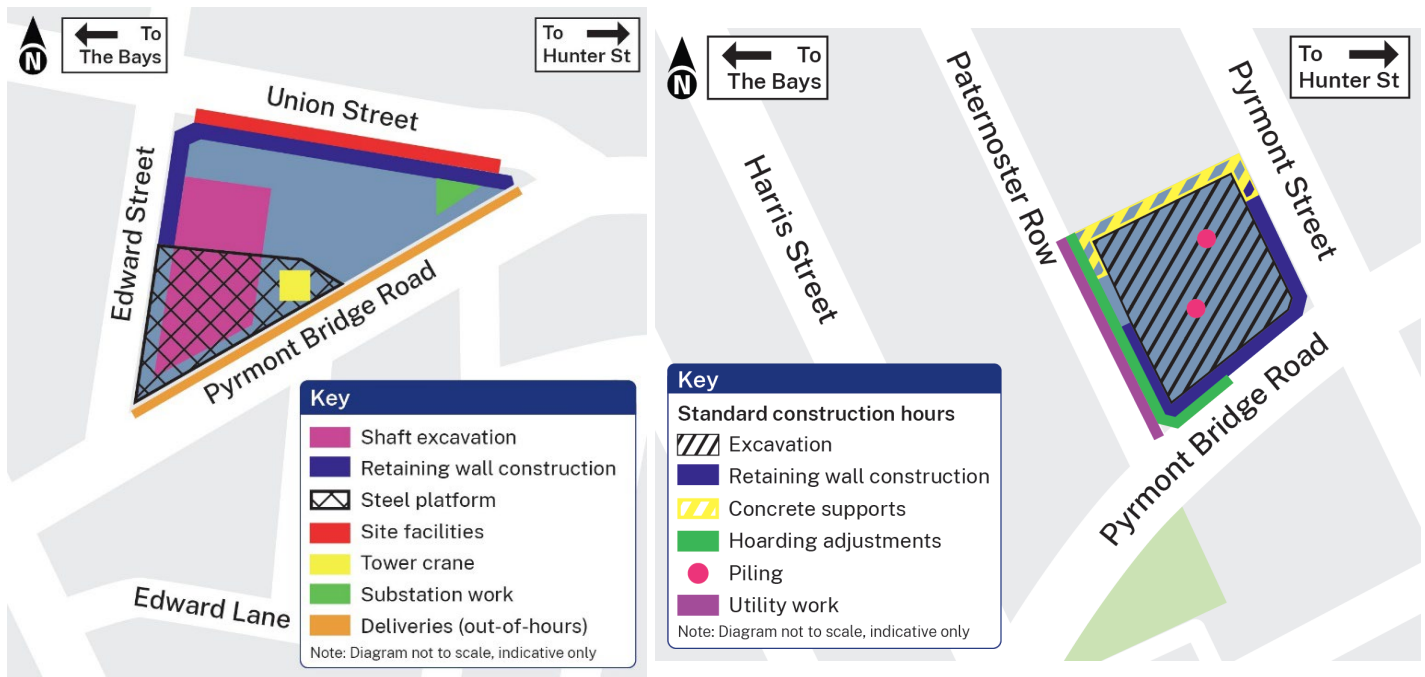 N
To
The Bays
To
Hunter St
Union Street
Edward Street
Pyrmont Bridge Road
Edward Lane
Key
Shaft excavation
Retaining wall construction
Steel platform
Site facilities
Tower crane
Substation work
Deliveries (out-of-hours)
Note: Diagram not to scale, indicative only
N
To
The Bays
To
Hunter St
Harris Street
Paternoster Row
Pyrmont Street
Pyrmont Bridge Road
Key
Standard construction hours
Excavation
Retaining wall construction
Concrete supports
Hoarding adjustments
Piling
Utility work
Note: Diagram not to scale, indicative only